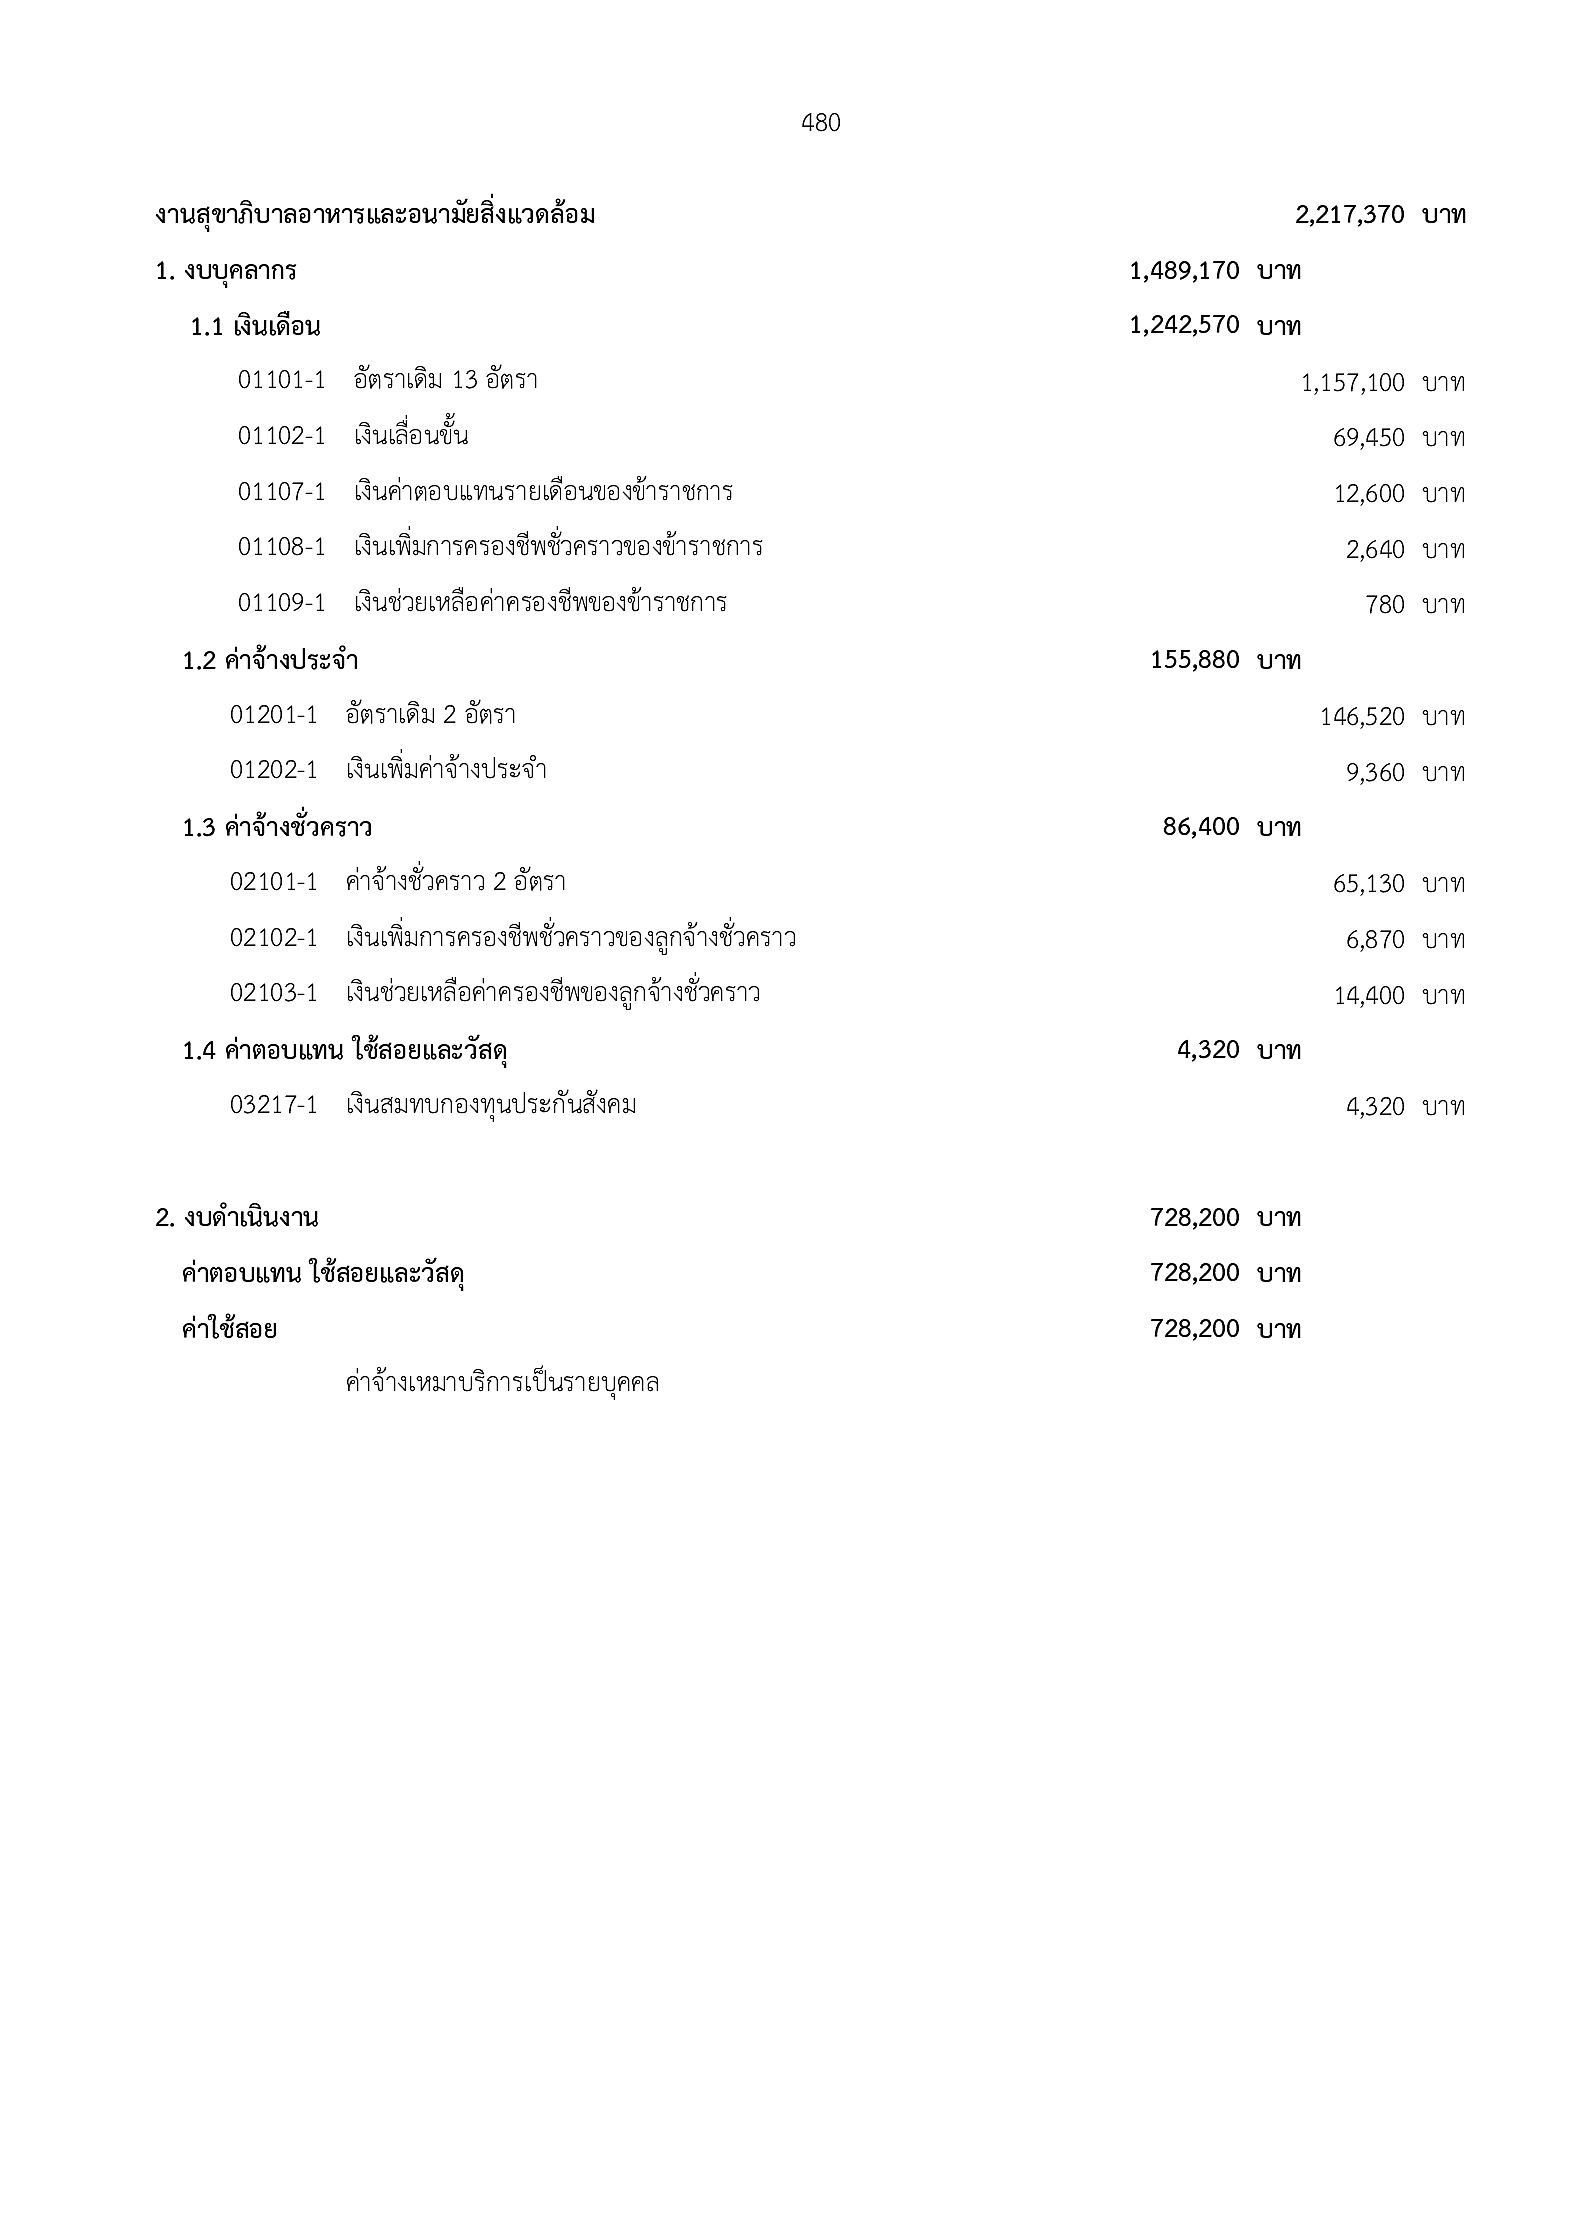 480
งานสุขาภิบาลอาหารและอนามัยสิ่งแวดล้อม 2,217,370 บาท
1. งบบุคลากร 1,489,170 บาท
1.1 เงินเดือน 1,242,570 บาท
01101-1 อัตราเดิม 13 อัตรา 1,157,100 บาท
01102-1 เงินเลื่อนขั้น 69,450 บาท
01107-1 เงินค่าตอบแทนรายเดือนของข้าราชการ 12,600 บาท
01108-1 เงินเพิ่มการครองชีพชั่วคราวของข้าราชการ 2,640 บาท
01109-1 เงินช่วยเหลือค่าครองชีพของข้าราชการ 780 บาท
1.2 ค่าจ้างประจำ 155,880 บาท
01201-1 อัตราเดิม 2 อัตรา 146,520 บาท
01202-1 เงินเพิ่มค่าจ้างประจำ 9,360 บาท
1.3 ค่าจ้างชั่วคราว 86,400 บาท
02101-1 ค่าจ้างชั่วคราว 2 อัตรา 65,130 บาท
02102-1 เงินเพิ่มการครองชีพชั่วคราวของลูกจ้างชั่วคราว 6,870 บาท
02103-1 เงินช่วยเหลือค่าครองชีพของลูกจ้างชั่วคราว 14,400 บาท
1.4 ค่าตอบแทน ใช้สอยและวัสดุ 4,320 บาท
03217-1 เงินสมทบกองทุนประกันสังคม 4,320 บาท
2. งบดำเนินงาน 728,200 บาท
ค่าตอบแทน ใช้สอยและวัสดุ 728,200 บาท
ค่าใช้สอย 728,200 บาท
ค่าจ้างเหมาบริการเป็นรายบุคคล